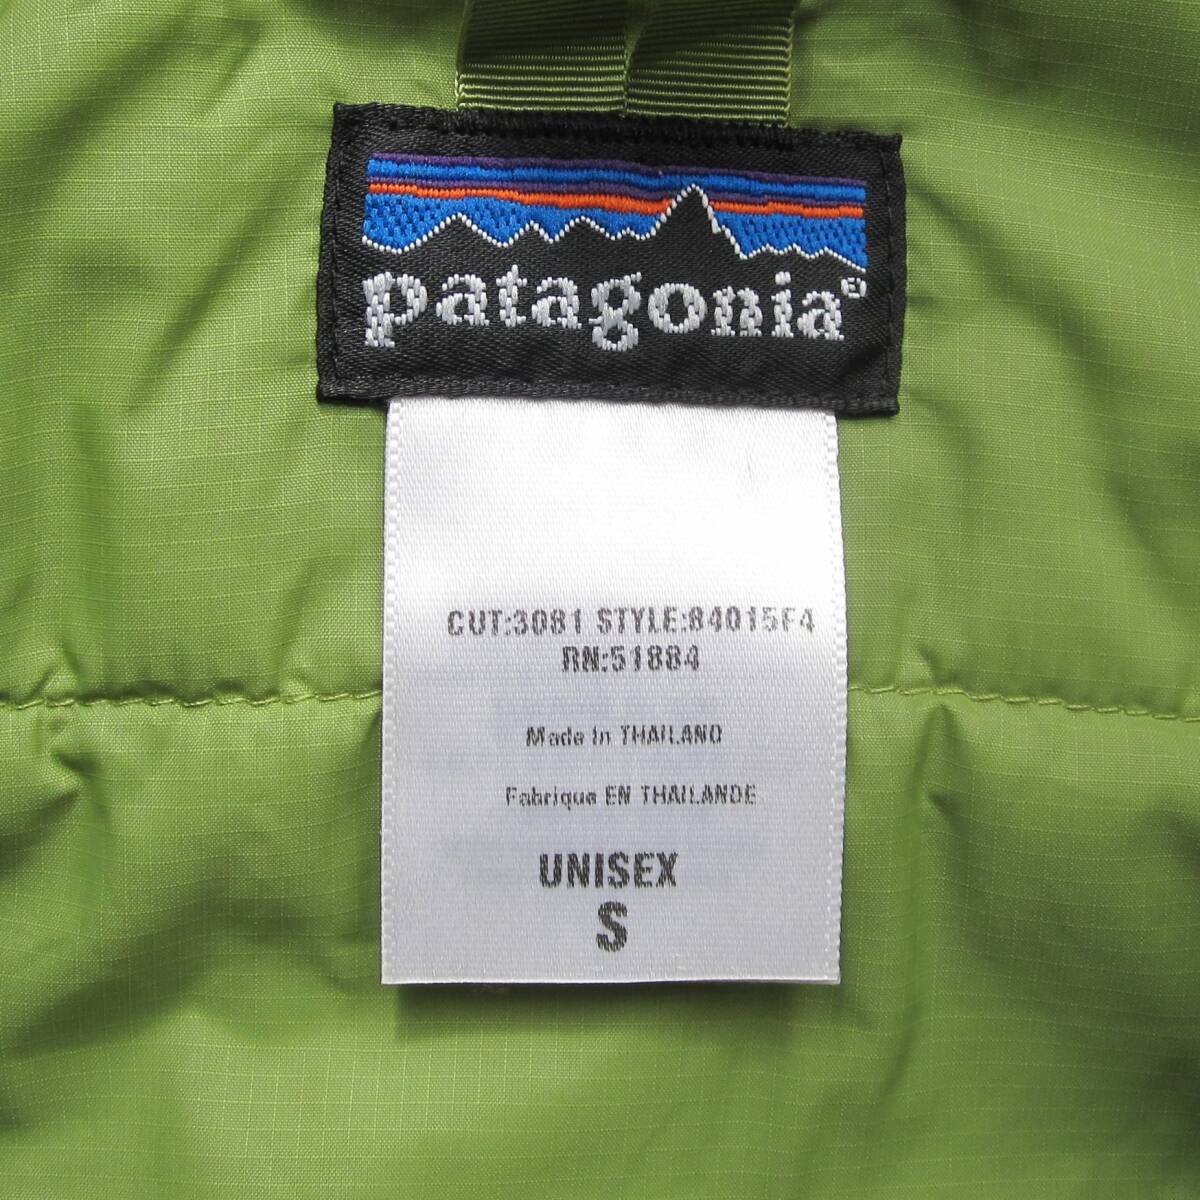 patagonia®
CUT:3081 STYLE:84015F4
RN:51884
Made in THAILAND
Fabrique EN THAILANDE
UNISEX
S